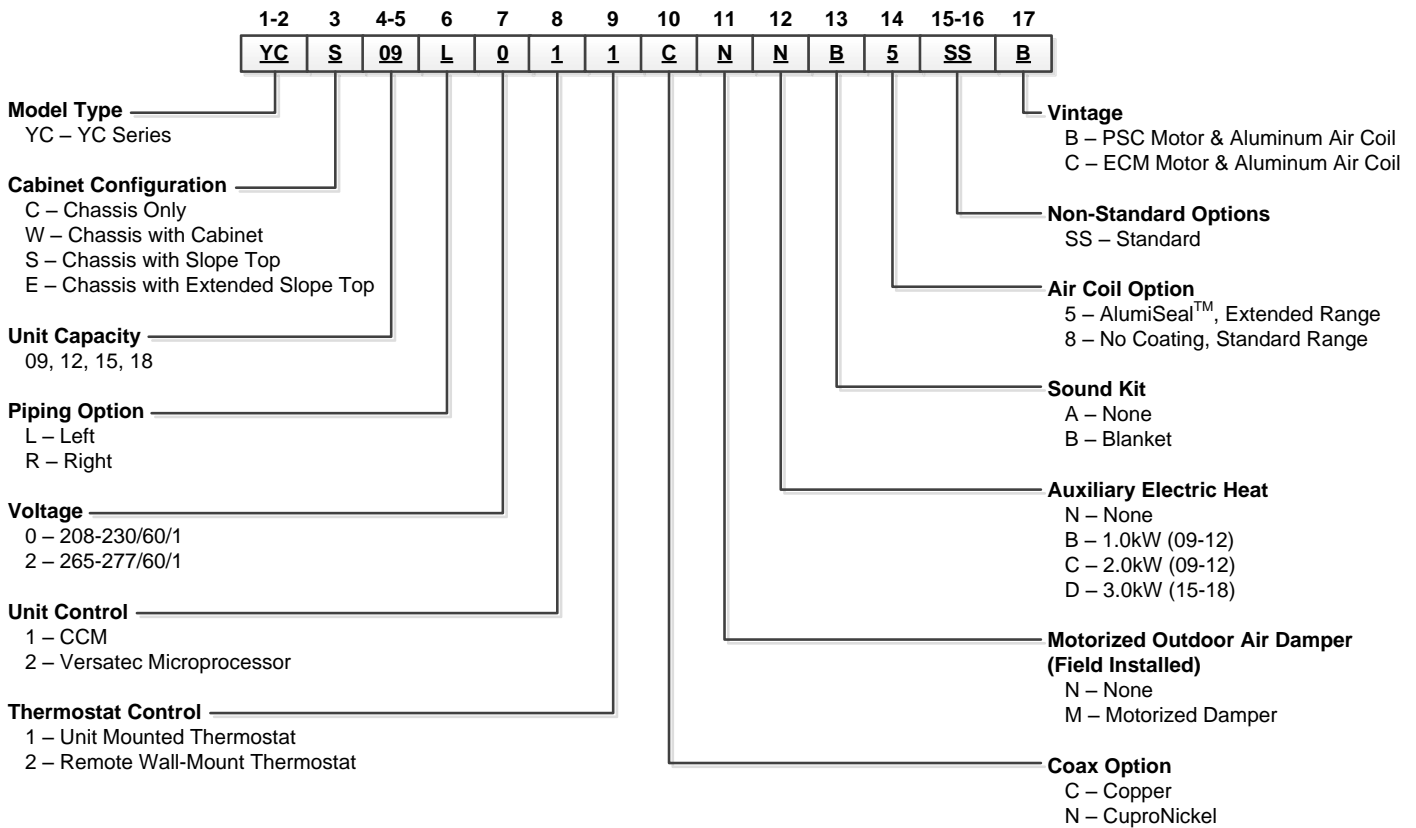 1-2 3 4-5 6 7 8 9 10 11 12 13 14 15-16 17
YC S 09 L 0 1 1 C N N B 5 SS B
Model Type
YC – YC Series
Cabinet Configuration
C – Chassis Only
W – Chassis with Cabinet
S – Chassis with Slope Top
E – Chassis with Extended Slope Top
Unit Capacity
09, 12, 15, 18
Piping Option
L – Left
R – Right
Voltage
0 – 208-230/60/1
2 – 265-277/60/1
Unit Control
1 – CCM
2 – Versatec Microprocessor
Thermostat Control
1 – Unit Mounted Thermostat
2 – Remote Wall-Mount Thermostat
Vintage
B – PSC Motor & Aluminum Air Coil
C – ECM Motor & Aluminum Air Coil
Non-Standard Options
SS – Standard
Air Coil Option
5 – AlumiSeal™, Extended Range
8 – No Coating, Standard Range
Sound Kit
A – None
B – Blanket
Auxiliary Electric Heat
N – None
B – 1.0kW (09-12)
C – 2.0kW (09-12)
D – 3.0kW (15-18)
Motorized Outdoor Air Damper
(Field Installed)
N – None
M – Motorized Damper
Coax Option
C – Copper
N – CuproNickel